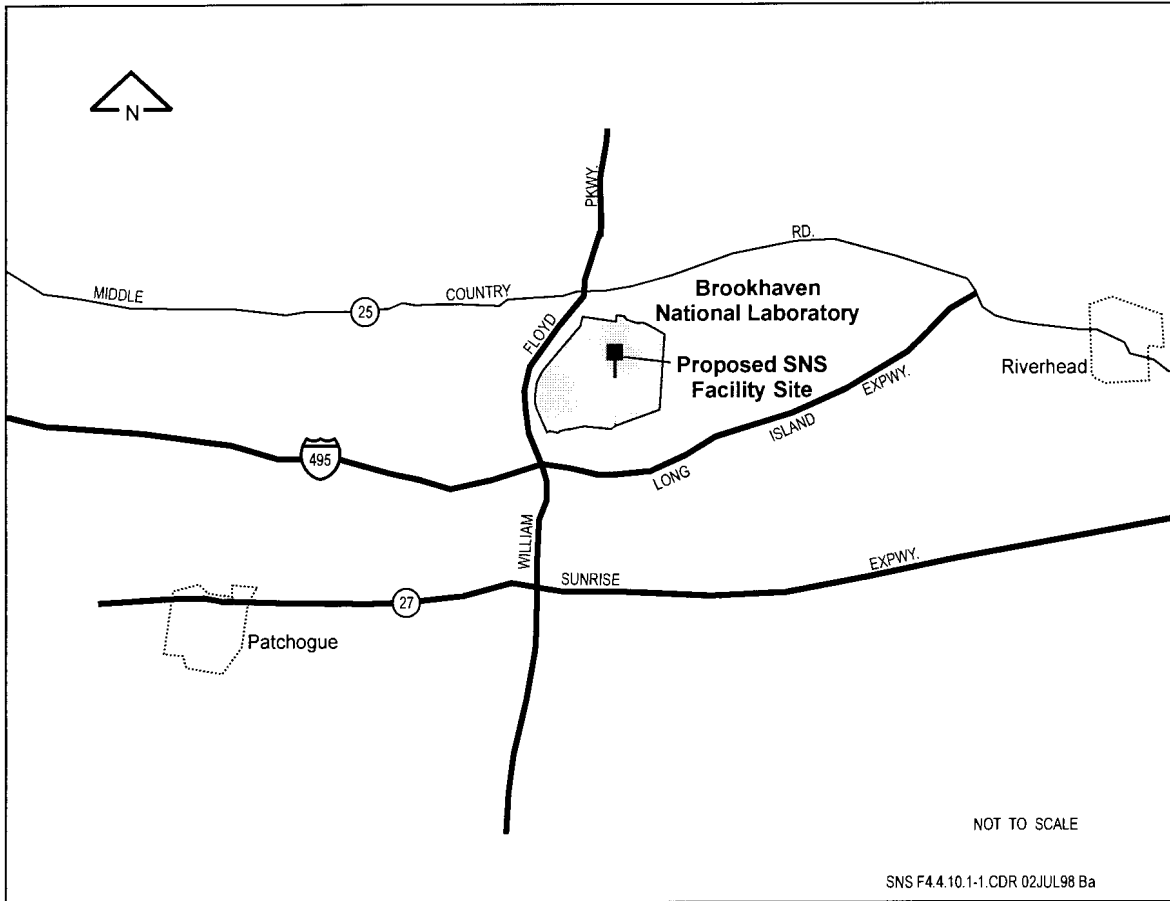 N
PKWY.
RD.
MIDDLE
25
COUNTRY
FLOYD
Brookhaven
National Laboratory
Proposed SNS
Facility Site
Riverhead
EXPWY.
ISLAND
LONG
495
WILLIAM
SUNRISE
EXPWY.
27
Patchogue
NOT TO SCALE
SNS F4.4.10.1-1.CDR 02JUL98 Ba